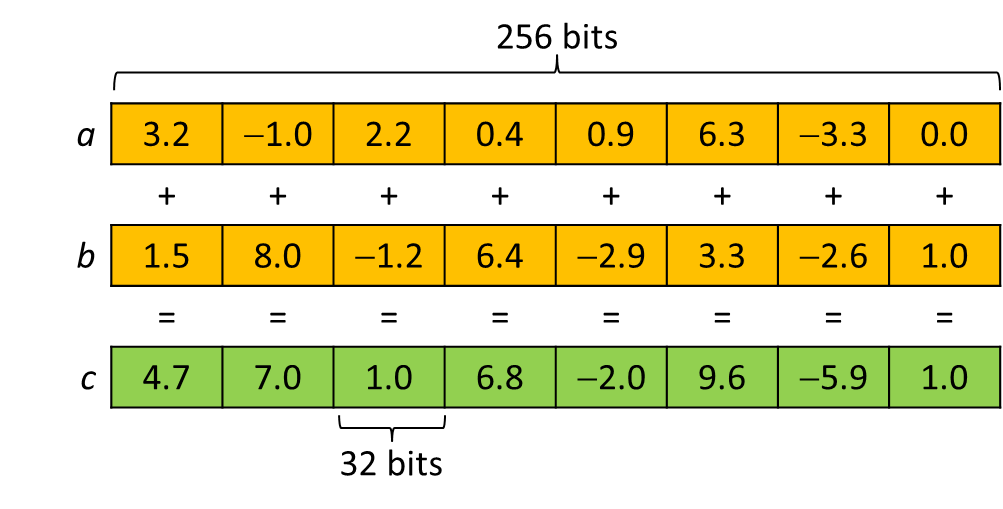 256 bits
a 3.2 −1.0 2.2 0.4 0.9 6.3 −3.3 0.0
+ + + + + + + +
b 1.5 8.0 −1.2 6.4 −2.9 3.3 −2.6 1.0
= = = = = = = =
c 4.7 7.0 1.0 6.8 −2.0 9.6 −5.9 1.0
32 bits